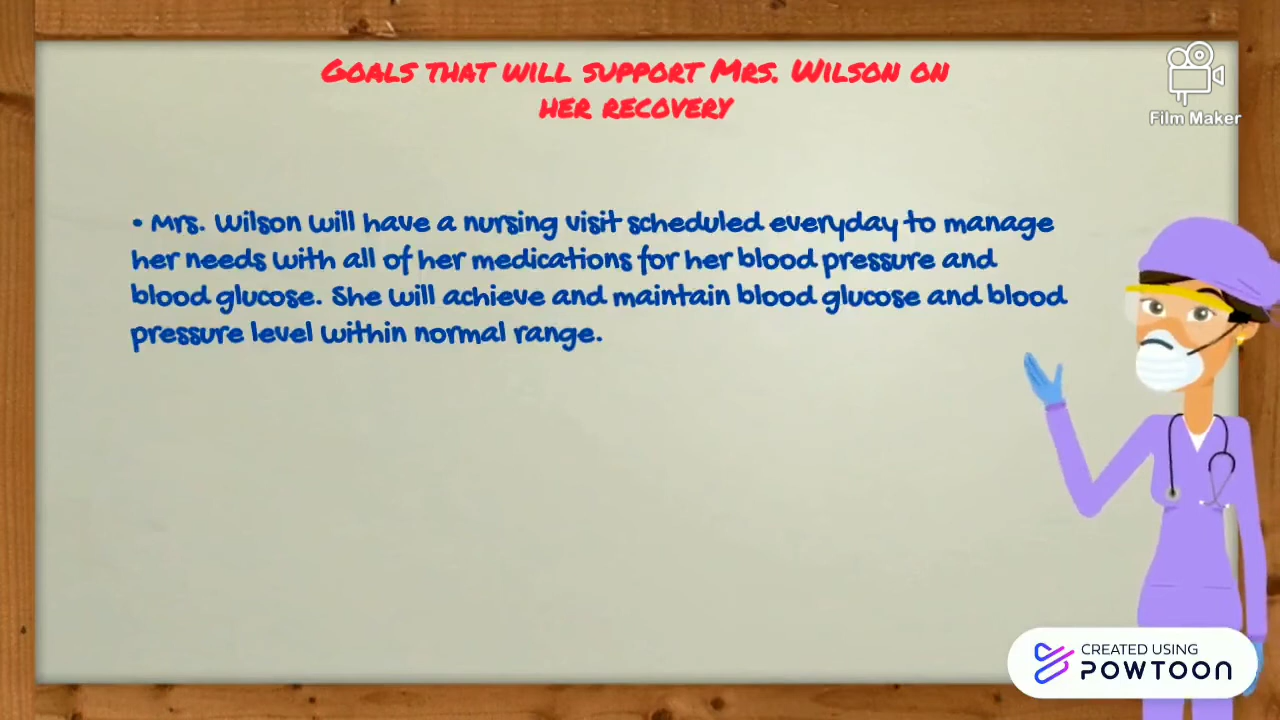 Goals that will support Mrs. Wilson on
her recovery
Film Maker
• Mrs. Wilson will have a nursing visit scheduled everyday to manage
her needs with all of her medications for her blood pressure and
blood glucose. She will achieve and maintain blood glucose and blood
pressure level within normal range.
CREATED USING
POWTOON